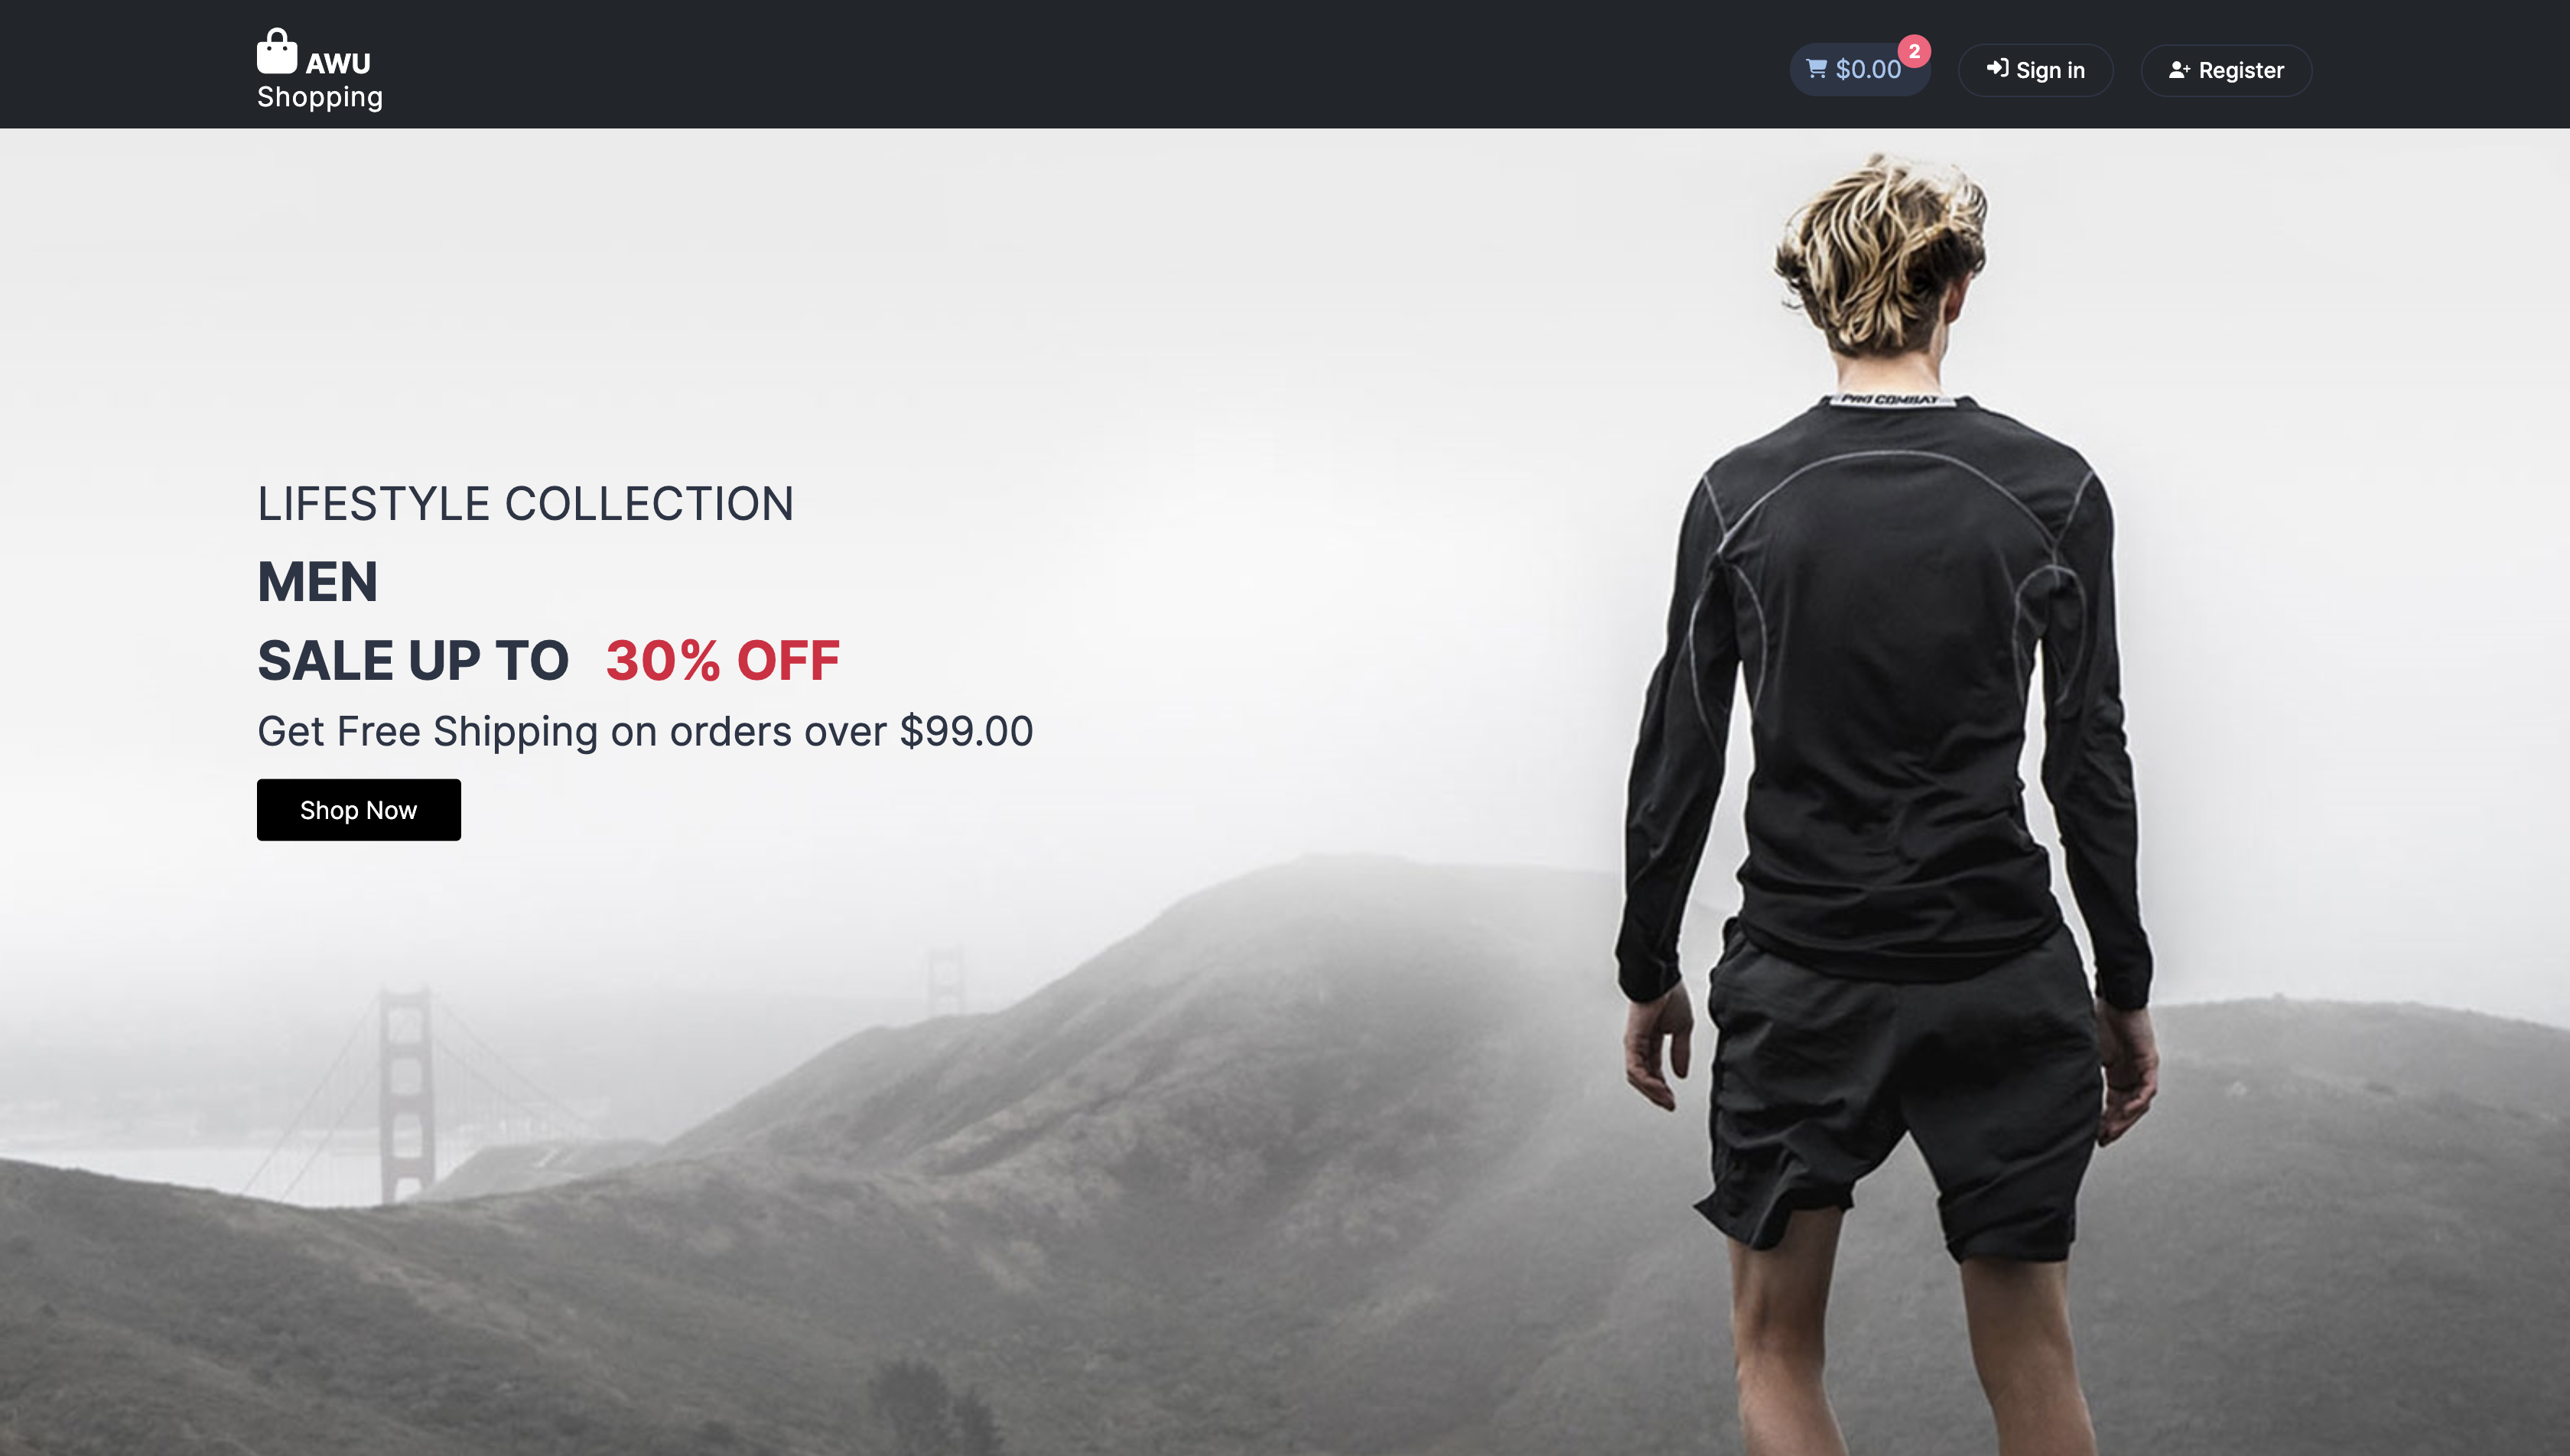 AWU
Shopping
$0.00
2
Sign in
Register
PRO COMBAT
LIFESTYLE COLLECTION
MEN
SALE UP TO 30% OFF
Get Free Shipping on orders over $99.00
Shop Now